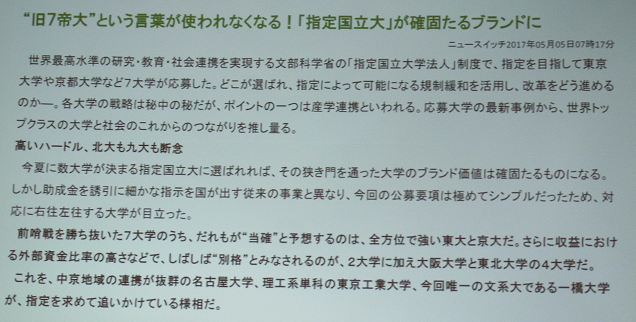 “旧7帝大”という言葉が使われなくなる！「指定国立大」が確固たるブランドに
ニュースイッチ2017年05月05日07時17分
世界最高水準の研究・教育・社会連携を実現する文部科学省の「指定国立大学法人」制度で、指定を目指して東京
大学や京都大学など7大学が応募した。どこが選ばれ、指定によって可能になる規制緩和を活用し、改革をどう進める
のか―。各大学の戦略は秘中の秘だが、ポイントの一つは産学連携といわれる。応募大学の最新事例から、世界トッ
プクラスの大学と社会のこれからのつながりを推し量る。
高いハードル、北大も九大も断念
今夏に数大学が決まる指定国立大に選ばれれば、その狭き門を通った大学のブランド価値は確固たるものになる。
しかし助成金を誘引に細かな指示を国が出す従来の事業と異なり、今回の公募要項は極めてシンプルだったため、対
応に右往左往する大学が目立った。
前哨戦を勝ち抜いた7大学のうち、だれもが“当確”と予想するのは、全方位で強い東大と京大だ。さらに収益におけ
る外部資金比率の高さなどで、しばしば“別格”とみなされるのが、2大学に加え大阪大学と東北大学の4大学だ。
これを、中京地域の連携が抜群の名古屋大学、理工系単科の東京工業大学、今回唯一の文系大である一橋大学
が、指定を求めて追いかけている様相だ。